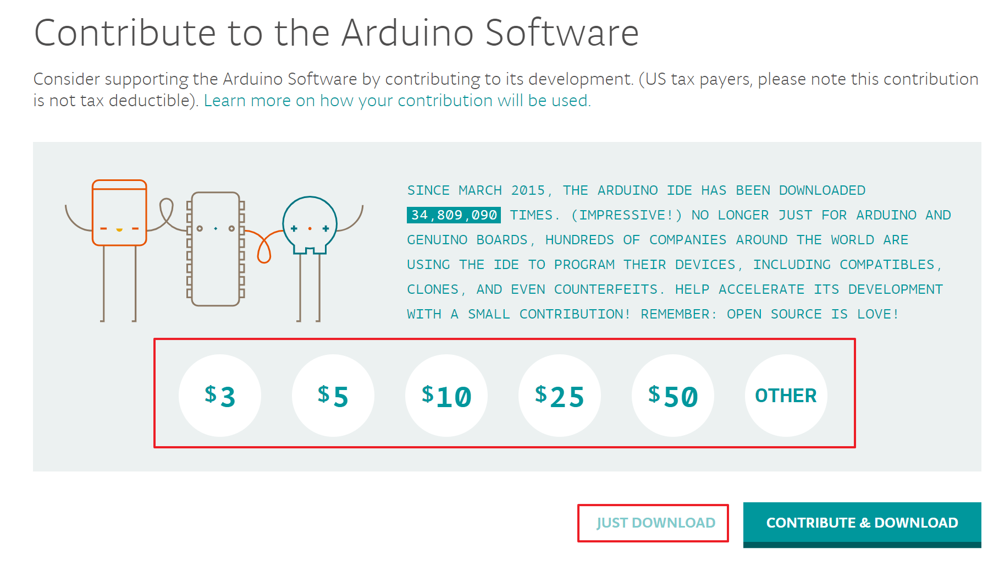 Contribute to the Arduino Software
Consider supporting the Arduino Software by contributing to its development. (US tax payers, please note this contribution
is not tax deductible). Learn more on how your contribution will be used.
SINCE MARCH 2015, THE ARDUINO IDE HAS BEEN DOWNLOADED
34,809,090 TIMES. (IMPRESSIVE!) NO LONGER JUST FOR ARDUINO AND
GENUINO BOARDS, HUNDREDS OF COMPANIES AROUND THE WORLD ARE
USING THE IDE TO PROGRAM THEIR DEVICES, INCLUDING COMPATIBLES,
CLONES, AND EVEN COUNTERFEITS. HELP ACCELERATE ITS DEVELOPMENT
WITH A SMALL CONTRIBUTION! REMEMBER: OPEN SOURCE IS LOVE!
$3 $5 $10 $25 $50 OTHER
JUST DOWNLOAD CONTRIBUTE & DOWNLOAD